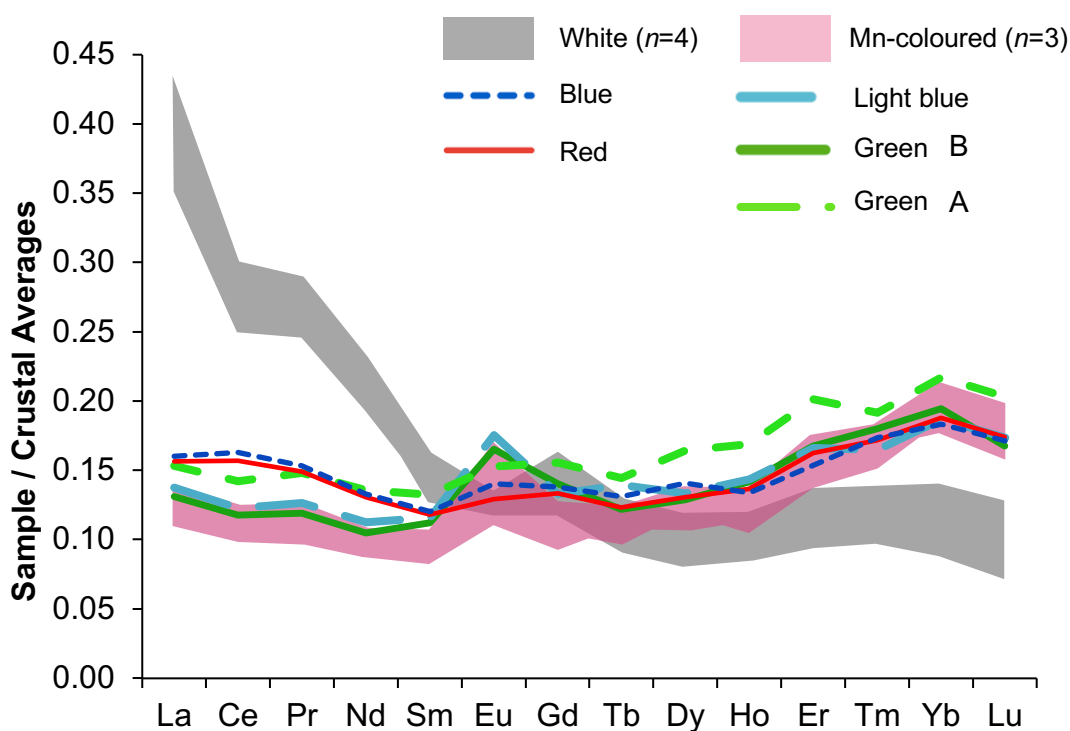 White (n=4)
Mn-coloured (n=3)
Blue
Light blue
Red
Green B
Green A
Sample / Crustal Averages
0.45
0.40
0.35
0.30
0.25
0.20
0.15
0.10
0.05
0.00
La Ce Pr Nd Sm Eu Gd Tb Dy Ho Er Tm Yb Lu